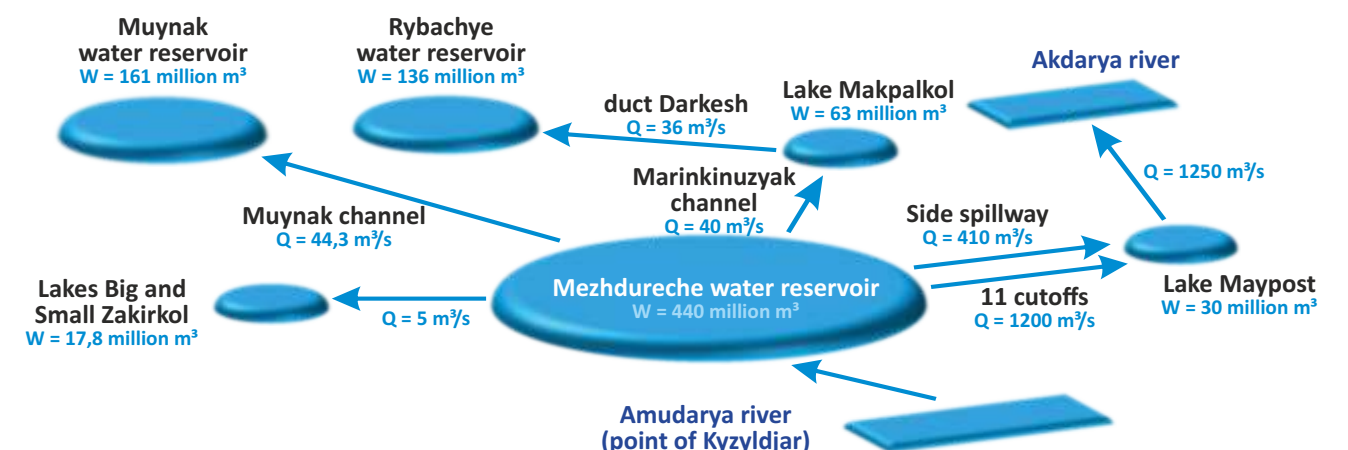 Muynak
water reservoir
W = 161 million m³
Rybachye
water reservoir
W = 136 million m³
duct Darkesh
Q = 36 m³/s
Lake Makpalkol
W = 63 million m³
Akdarya river
Q = 1250 m³/s
Marinkinuzyak
channel
Q = 40 m³/s
Muynak channel
Q = 44,3 m³/s
Side spillway
Q = 410 m³/s
Lakes Big and
Small Zakirkol
W = 17,8 million m³
Q = 5 m³/s
Mezhdureche water reservoir
W = 440 million m³
11 cutoffs
Q = 1200 m³/s
Lake Maypost
W = 30 million m³
Amudarya river
(point of Kyzyldjar)